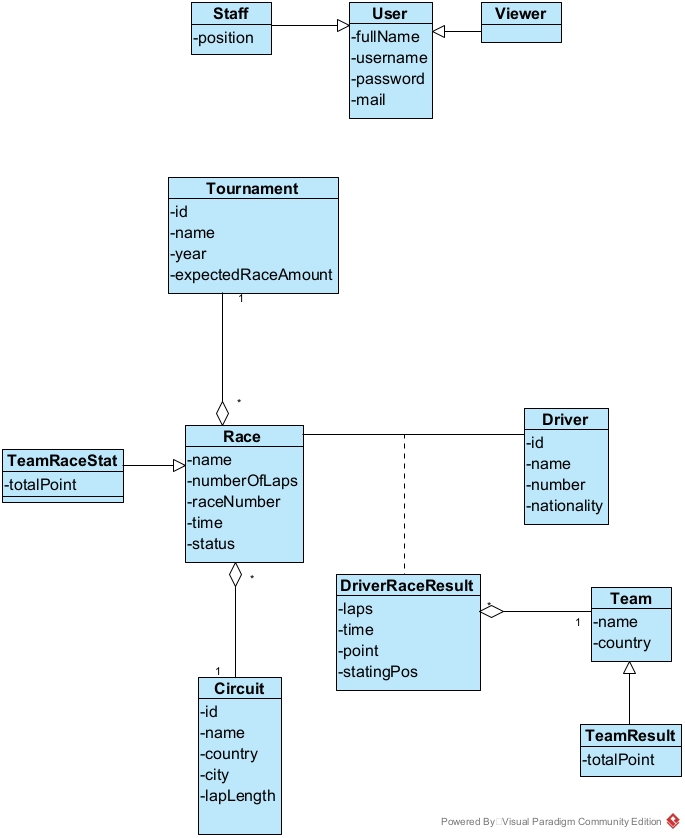 Staff
-position
User
-fullName
-username
-password
-mail
Viewer
Tournament
-id
-name
-year
-expectedRaceAmount
1
*
Race
-name
-numberOfLaps
-raceNumber
-time
-status
TeamRaceStat
-totalPoint
Driver
-id
-name
-number
-nationality
*
1
Circuit
-id
-name
-country
-city
-lapLength
DriverRaceResult
-laps
-time
-point
-statingPos
*
1
Team
-name
-country
TeamResult
-totalPoint
Powered By Visual Paradigm Community Edition